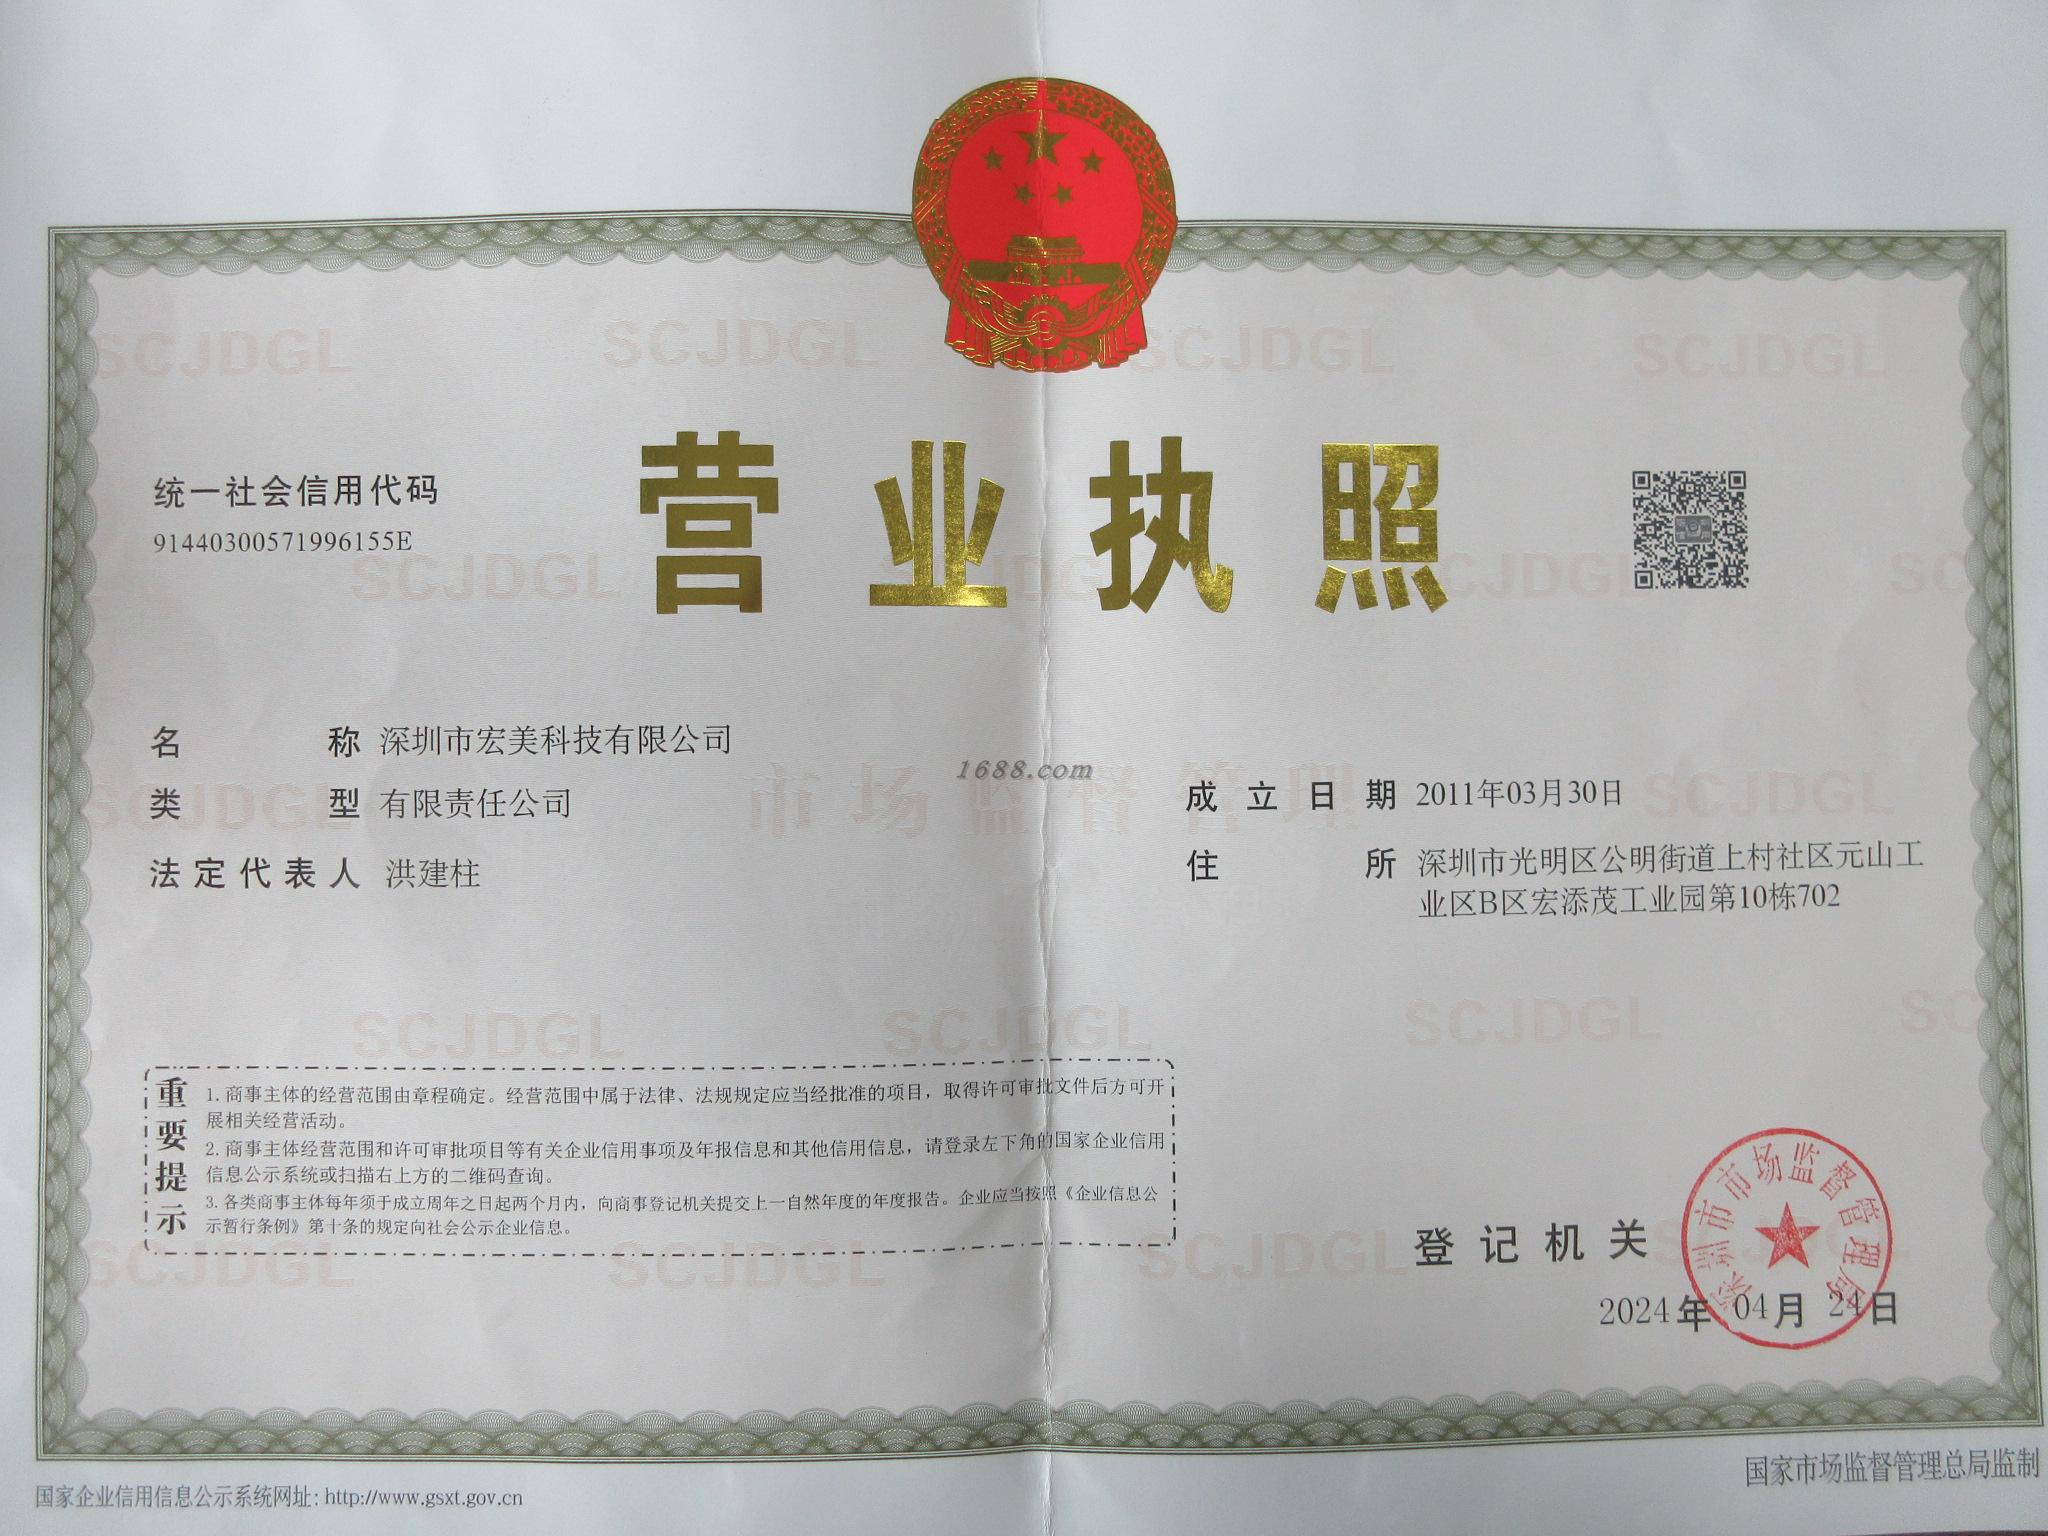 营业执照
统一社会信用代码
91440300571996155E
名称 深圳市宏美科技有限公司
类型 有限责任公司
法定代表人 洪建柱
成立日期 2011年03月30日
住所 深圳市光明区公明街道上村社区元山工
业区B区宏添茂工业园第10栋702
1688.com
市场监督管理
SCJDGL
重要提示
1. 商事主体的经营范围由章程确定。经营范围中属于法律、法规规定应当经批准的项目，取得许可审批文件后方可开
展相关经营活动。
2. 商事主体经营范围和许可审批项目等有关企业信用事项及年报信息和其他信用信息，请登录左下角的国家企业信用
信息公示系统或扫描右上方的二维码查询。
3. 各类商事主体每年须于成立周年之日起两个月内，向商事登记机关提交上一自然年度的年度报告。企业应当按照《企业信息公
示暂行条例》第十条的规定向社会公示企业信息。
登记机关
深圳市市场监督管理局
2024年04月24日
国家企业信用信息公示系统网址: http://www.gsxt.gov.cn
国家市场监督管理总局监制